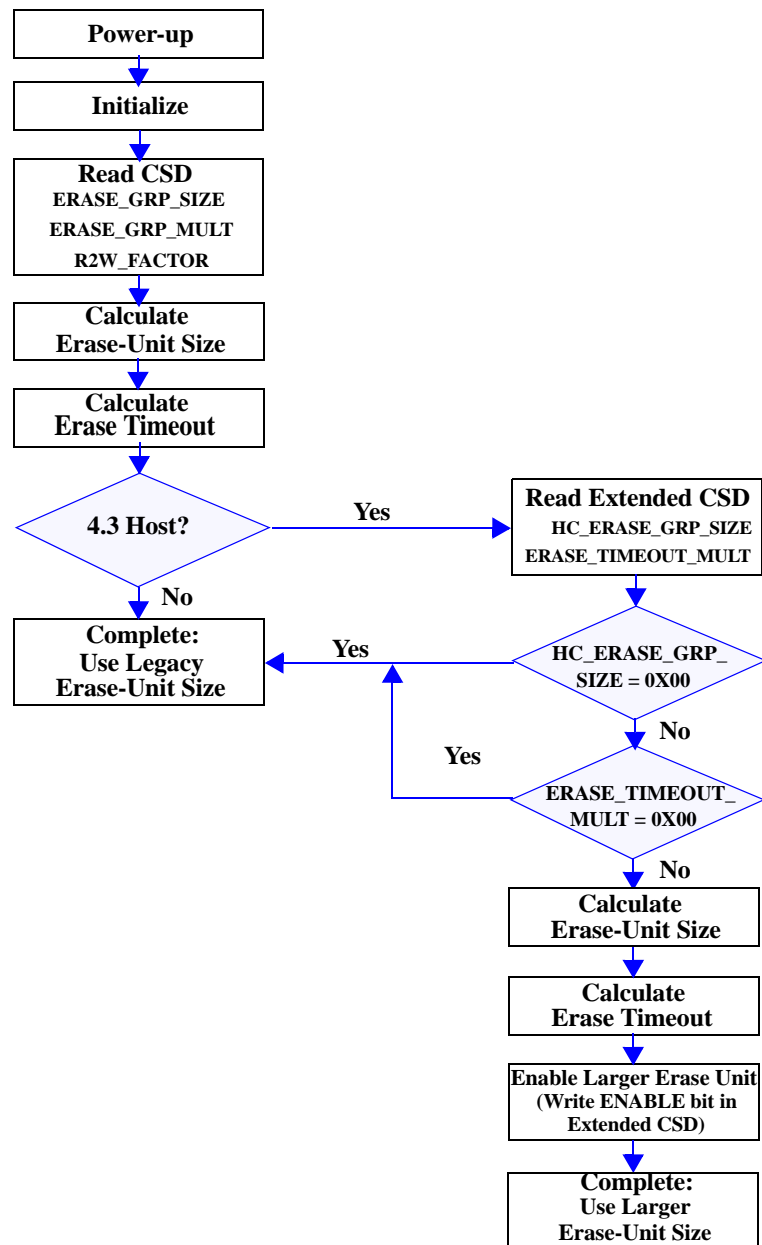 Power-up
Initialize
Read CSD
ERASE_GRP_SIZE
ERASE_GRP_MULT
R2W_FACTOR
Calculate
Erase-Unit Size
Calculate
Erase Timeout
4.3 Host?
Yes
No
Complete:
Use Legacy
Erase-Unit Size
Read Extended CSD
HC_ERASE_GRP_SIZE
ERASE_TIMEOUT_MULT
HC_ERASE_GRP_
SIZE = 0X00
Yes
No
ERASE_TIMEOUT_
MULT = 0X00
Yes
No
Calculate
Erase-Unit Size
Calculate
Erase Timeout
Enable Larger Erase Unit
(Write ENABLE bit in
Extended CSD)
Complete:
Use Larger
Erase-Unit Size